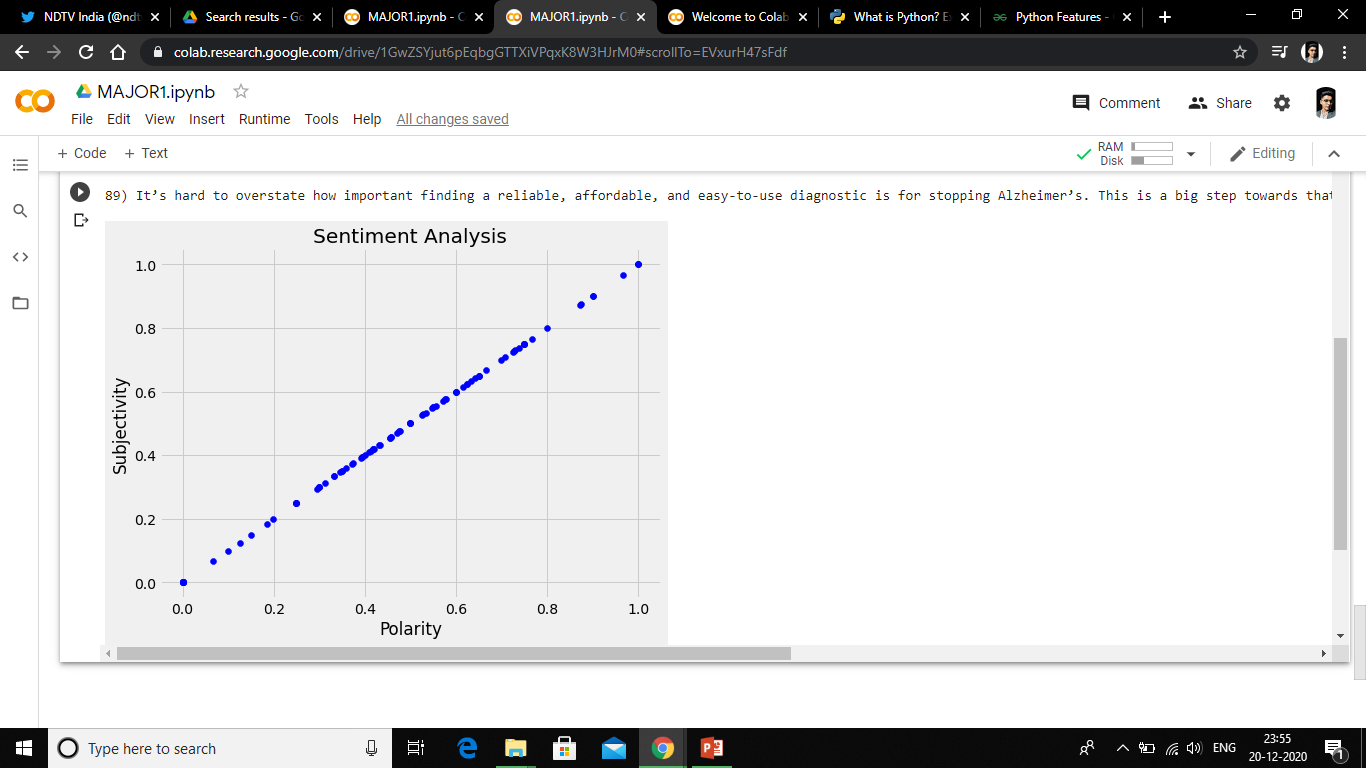 NDTV India (@ndt
Search results - Go
MAJOR1.ipynb - C
MAJOR1.ipynb - C
Welcome to Colab
What is Python? E
Python Features -
colab.research.google.com/drive/1GwZSYjut6pEqbgGTTXiVPqxK8W3HJrM0#scrollTo=EVxurH47sFdf
MAJOR1.ipynb
Comment
Share
File Edit View Insert Runtime Tools Help All changes saved
+ Code + Text
RAM
Disk
Editing
89) It’s hard to overstate how important finding a reliable, affordable, and easy-to-use diagnostic is for stopping Alzheimer’s. This is a big step towards that
Sentiment Analysis
1.0
0.8
0.6
0.4
0.2
0.0
Subjectivity
0.0 0.2 0.4 0.6 0.8 1.0
Polarity
Type here to search
ENG
23:55
20-12-2020
1